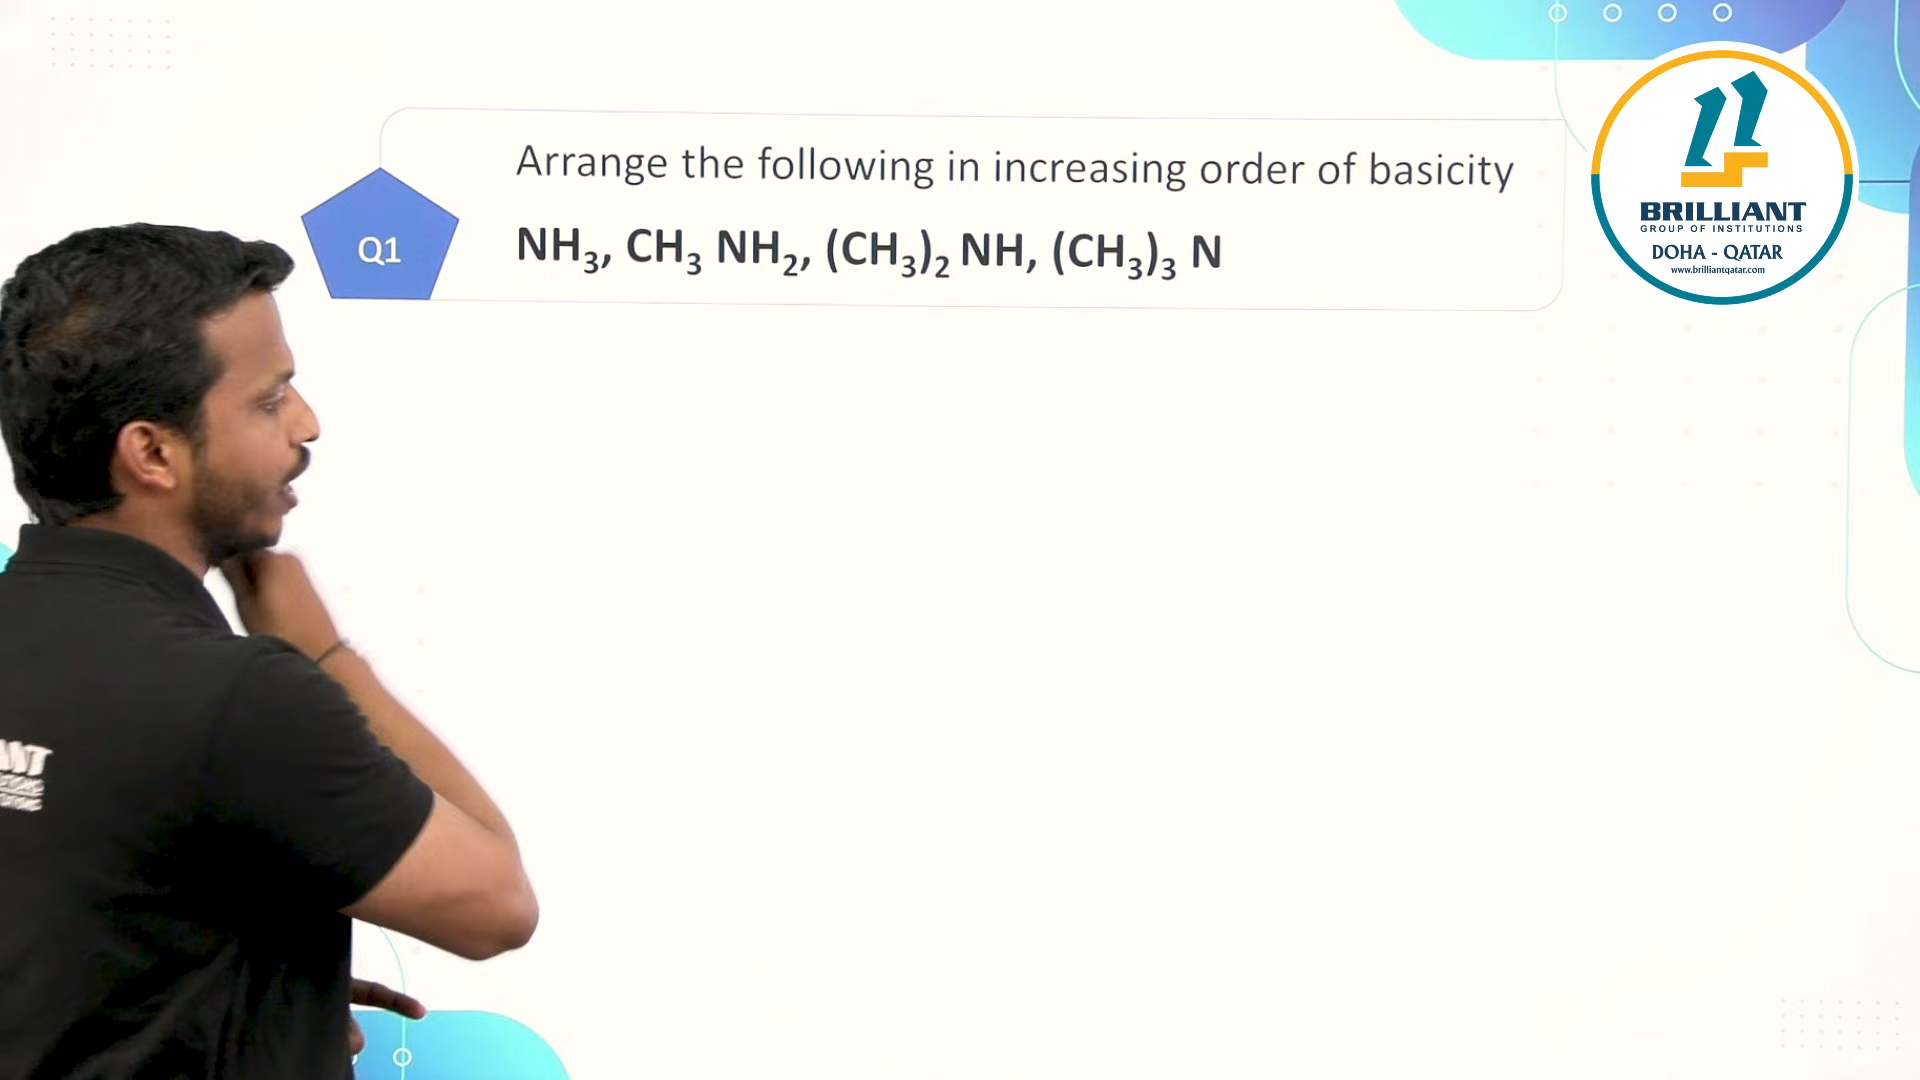 Arrange the following in increasing order of basicity
Q1
NH₃, CH₃ NH₂, (CH₃)₂ NH, (CH₃)₃ N
BRILLIANT
GROUP OF INSTITUTIONS
DOHA - QATAR
www.brilliantqatar.com